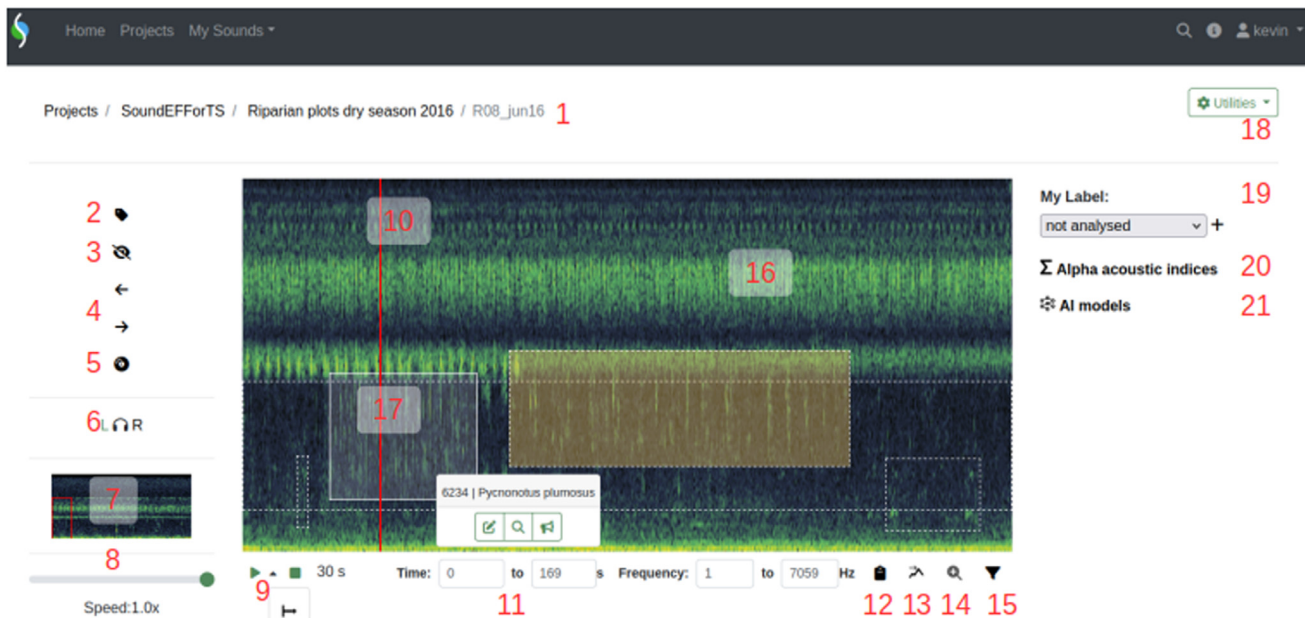 Home Projects My Sounds kevin
Projects / SoundEFForTS / Riparian plots dry season 2016 / R08_jun16 1
Utilities
18
2
3
4
5
6 L R
7
8
Speed:1.0x
10
16
17
6234 | Pycnonotus plumosus
9
30 s Time: 0 to 169 s Frequency: 1 to 7059 Hz
11
12 13 14 15
My Label: 19
not analysed +
Σ Alpha acoustic indices 20
AI models 21